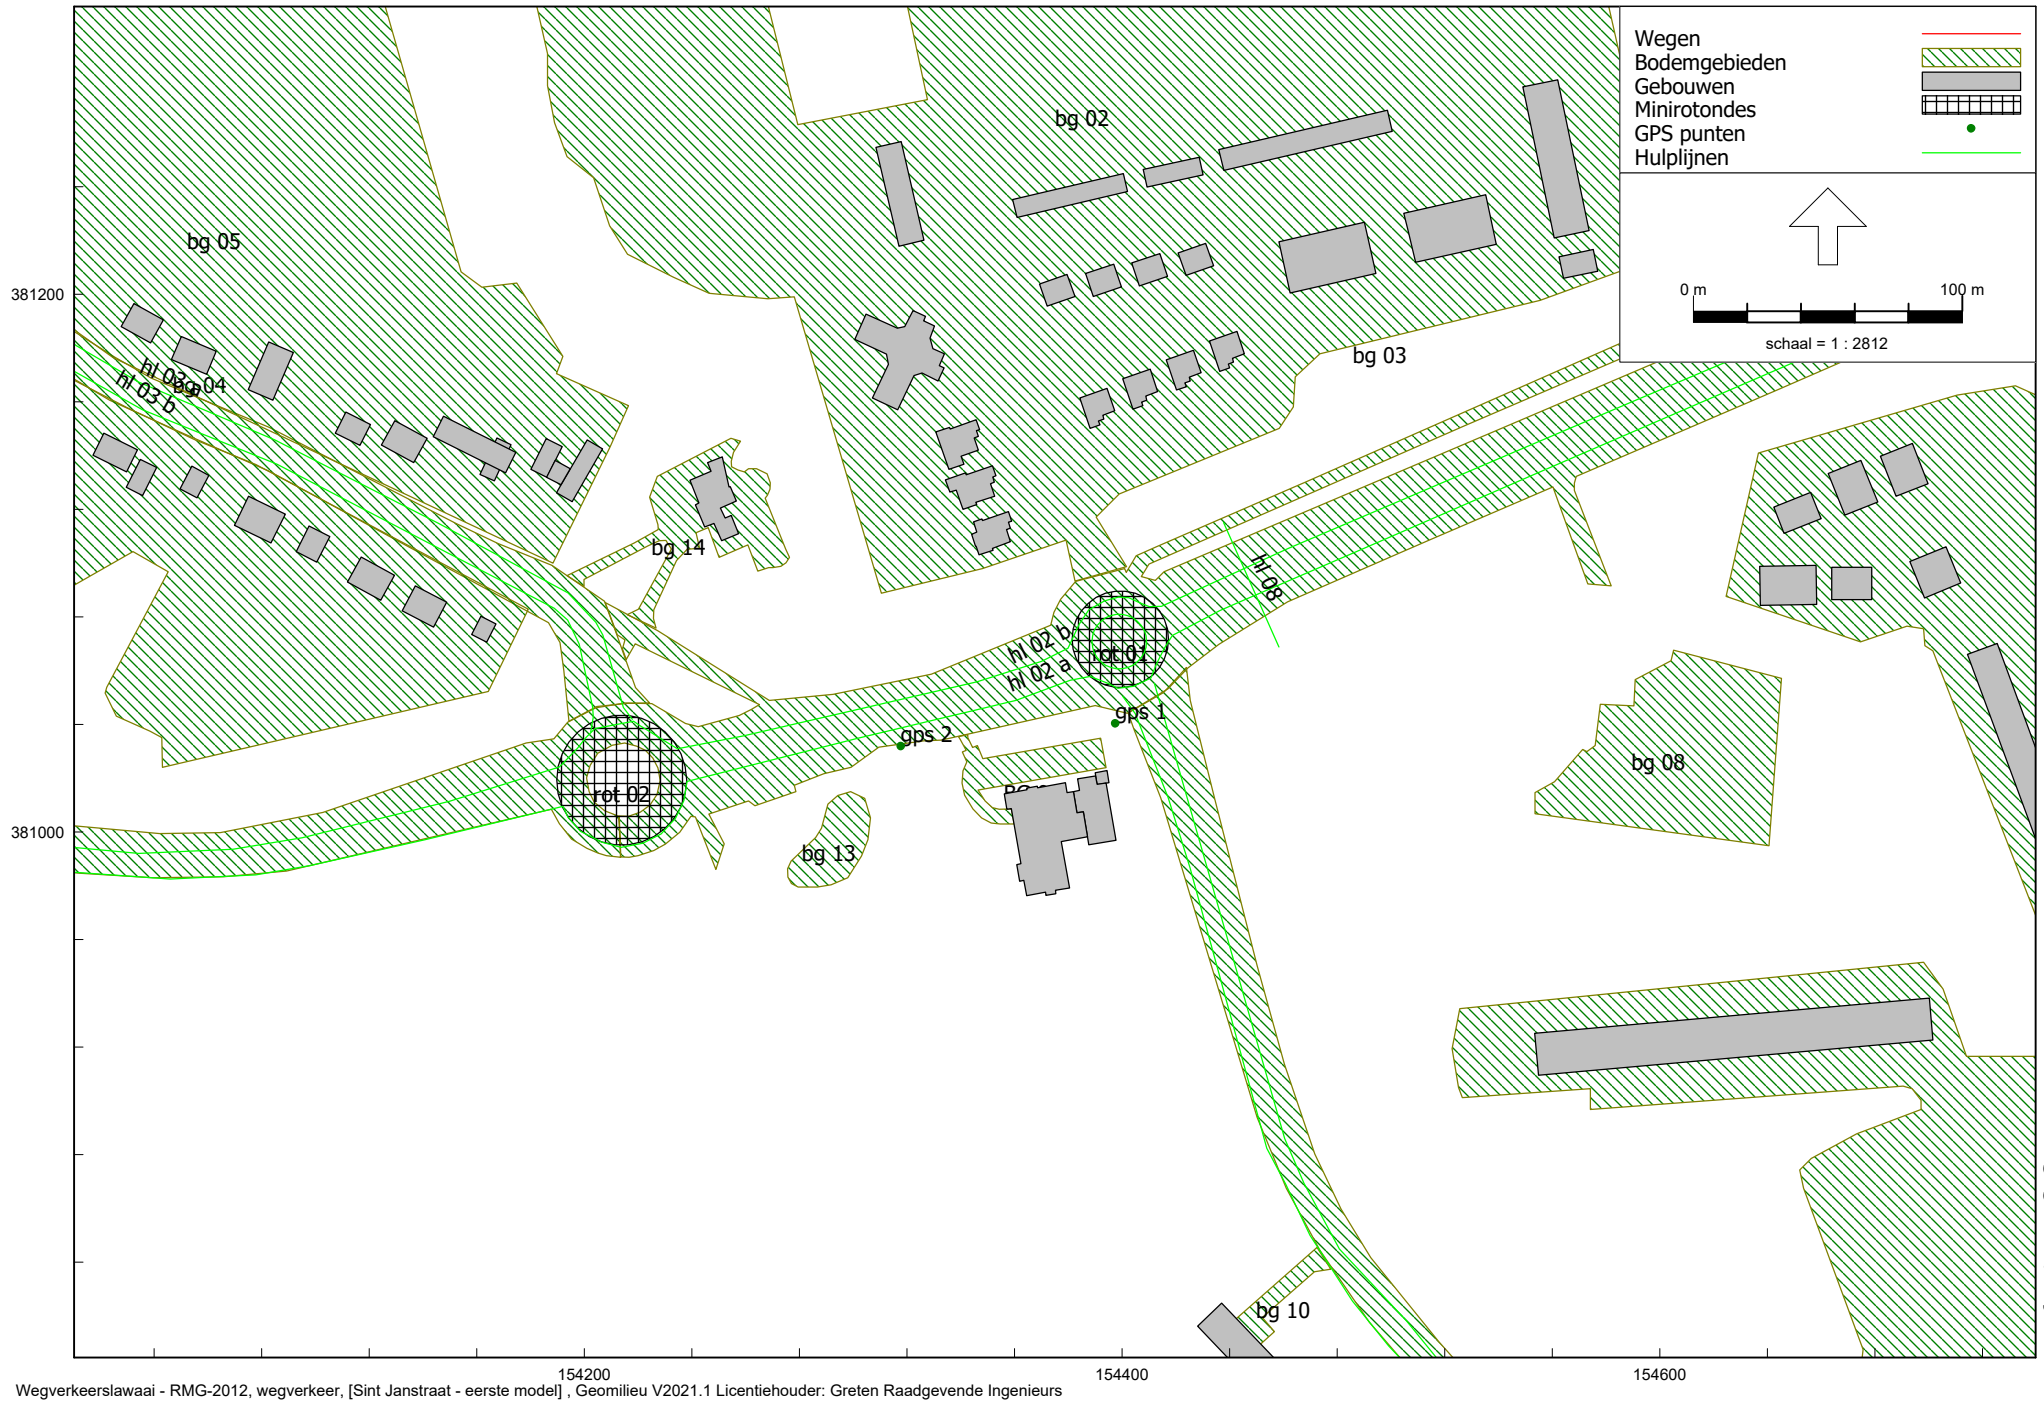 Wegen
Bodemgebieden
Gebouwen
Minirotondes
GPS punten
Hulplijnen
0 m 100 m
schaal = 1 : 2812
bg 02
bg 05
381200
bg 03
hl 03
bg 04
hl 03 b
bg 14
hl 08
hl 02 b
rot 01
hl 02 a
gps 1
gps 2
bg 08
rot 02
381000
bg 13
bg 10
154200 154400 154600
Wegverkeerslawaai - RMG-2012, wegverkeer, [Sint Janstraat - eerste model] , Geomilieu V2021.1 Licentiehouder: Greten Raadgevende Ingenieurs